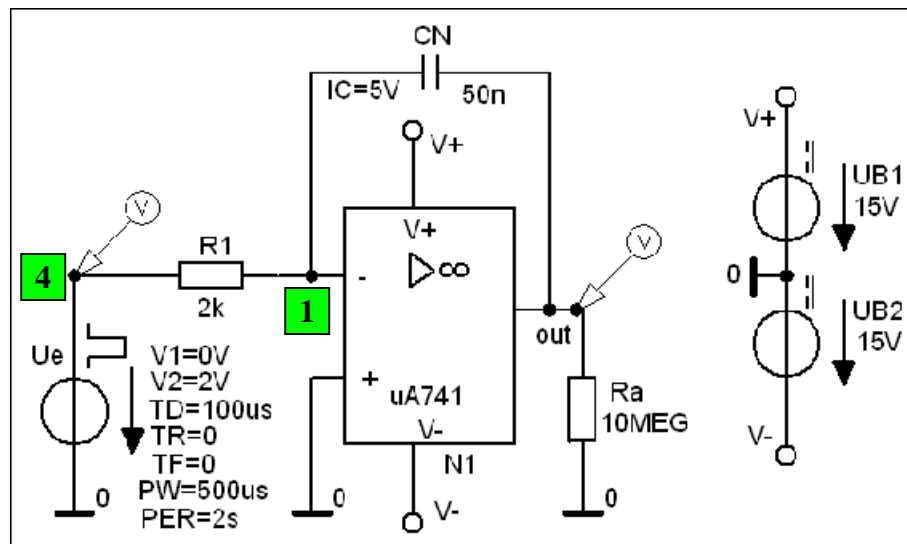 CN
IC=5V
50n
V+
V+
V
R1
V+
V
UB1
15V
4
-
∞
0
2k
1
out
UB2
15V
Ue
V1=0V
V2=2V
TD=100us
TR=0
TF=0
PW=500us
PER=2s
+
uA741
Ra
10MEG
V-
N1
V-
0
0
V-
0